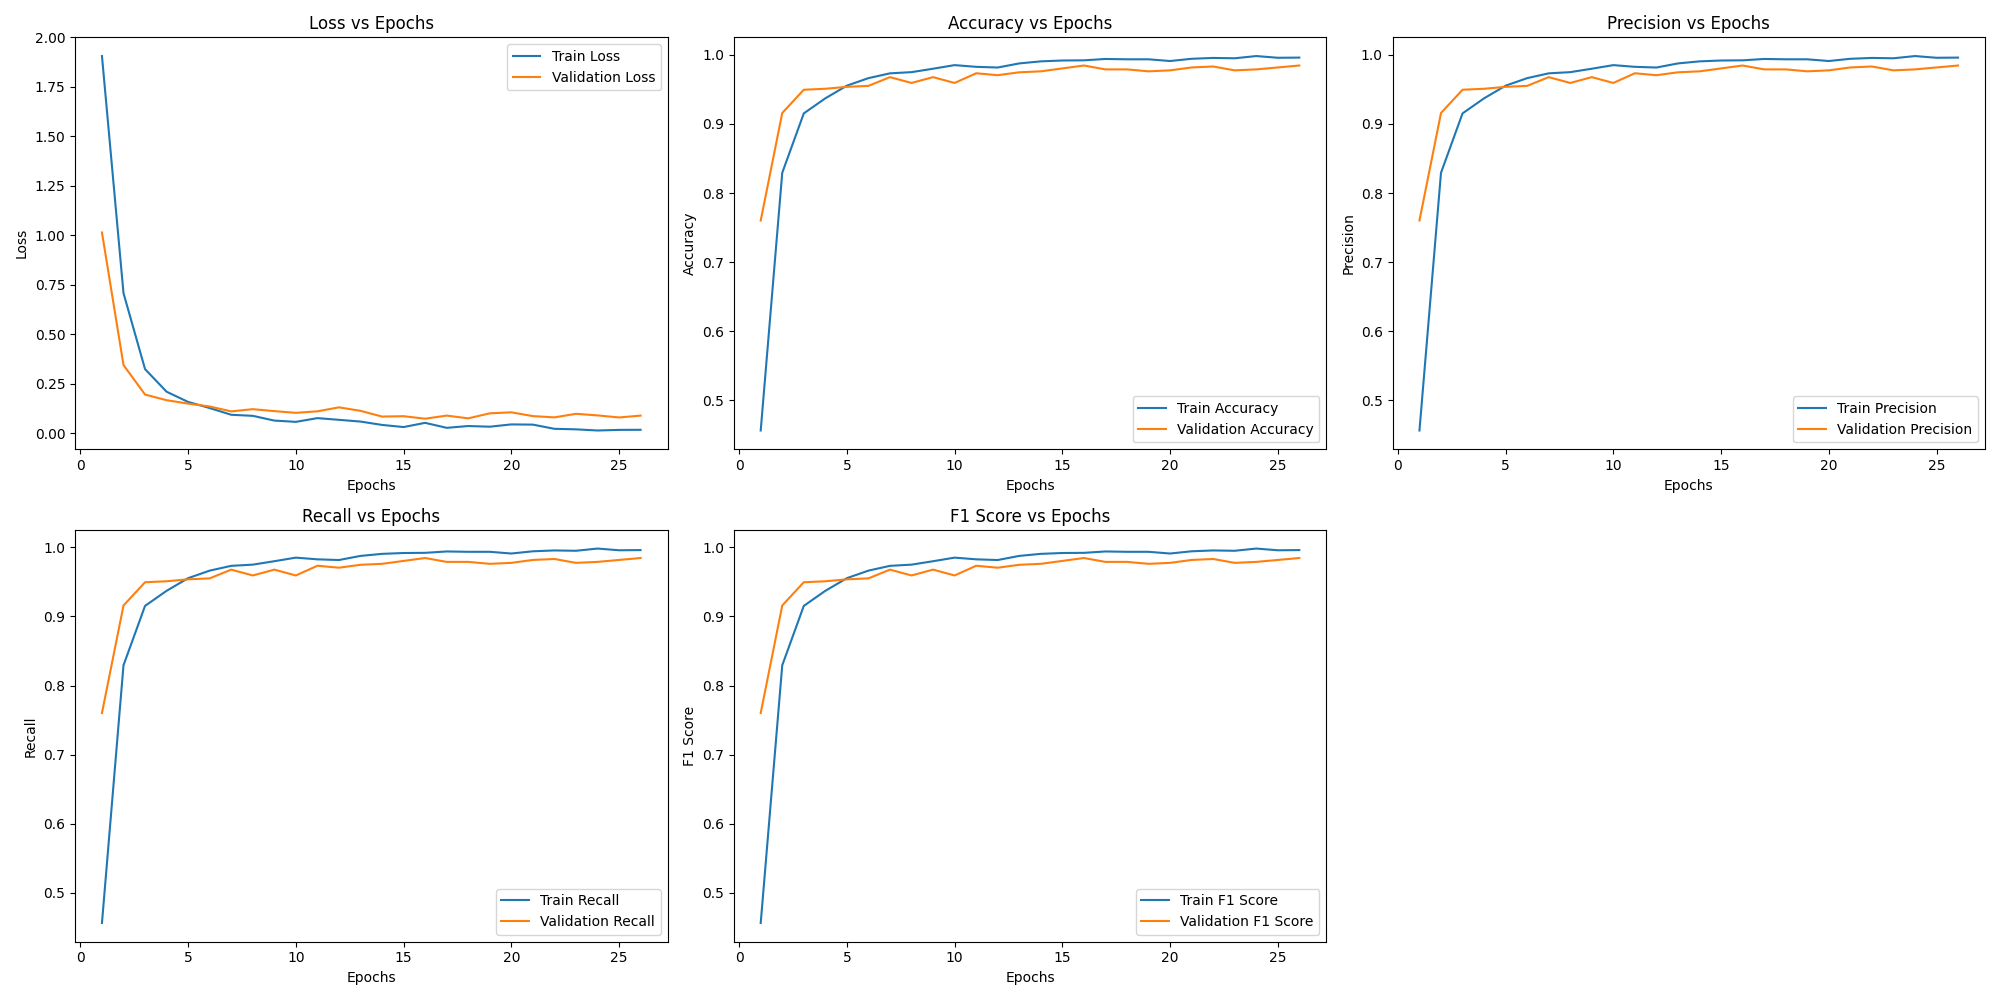 Loss vs Epochs
2.00
1.75
1.50
1.25
1.00
0.75
0.50
0.25
0.00
Loss
Train Loss
Validation Loss
0 5 10 15 20 25
Epochs
Accuracy vs Epochs
1.0
0.9
0.8
0.7
0.6
0.5
Accuracy
Train Accuracy
Validation Accuracy
0 5 10 15 20 25
Epochs
Precision vs Epochs
1.0
0.9
0.8
0.7
0.6
0.5
Precision
Train Precision
Validation Precision
0 5 10 15 20 25
Epochs
Recall vs Epochs
1.0
0.9
0.8
0.7
0.6
0.5
Recall
Train Recall
Validation Recall
0 5 10 15 20 25
Epochs
F1 Score vs Epochs
1.0
0.9
0.8
0.7
0.6
0.5
F1 Score
Train F1 Score
Validation F1 Score
0 5 10 15 20 25
Epochs